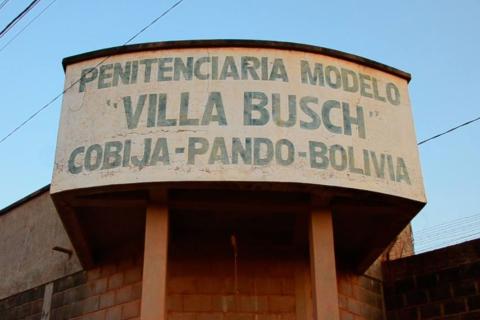 PENITENCIARIA MODELO
"VILLA BUSCH"
COBIJA-PANDO-BOLIVIA